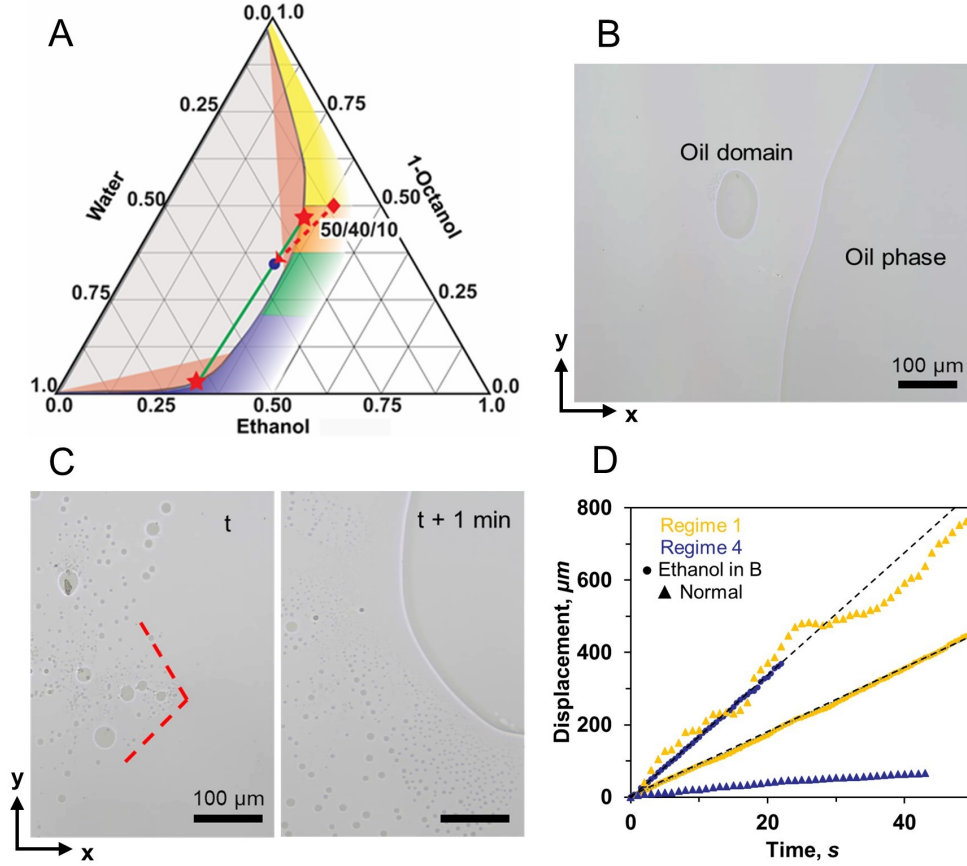 A
0.0 1.0
0.25
0.75
Water
1-Octanol
0.50
0.50
50/40/10
0.75
0.25
1.0
0.0
0.0
0.25
0.50
0.75
1.0
Ethanol
B
Oil domain
Oil phase
y
x
100 µm
C
t
t + 1 min
y
x
100 µm
D
800
Regime 1
Regime 4
Ethanol in B
Normal
600
400
200
0
Displacement, µm
0
20
40
Time, s